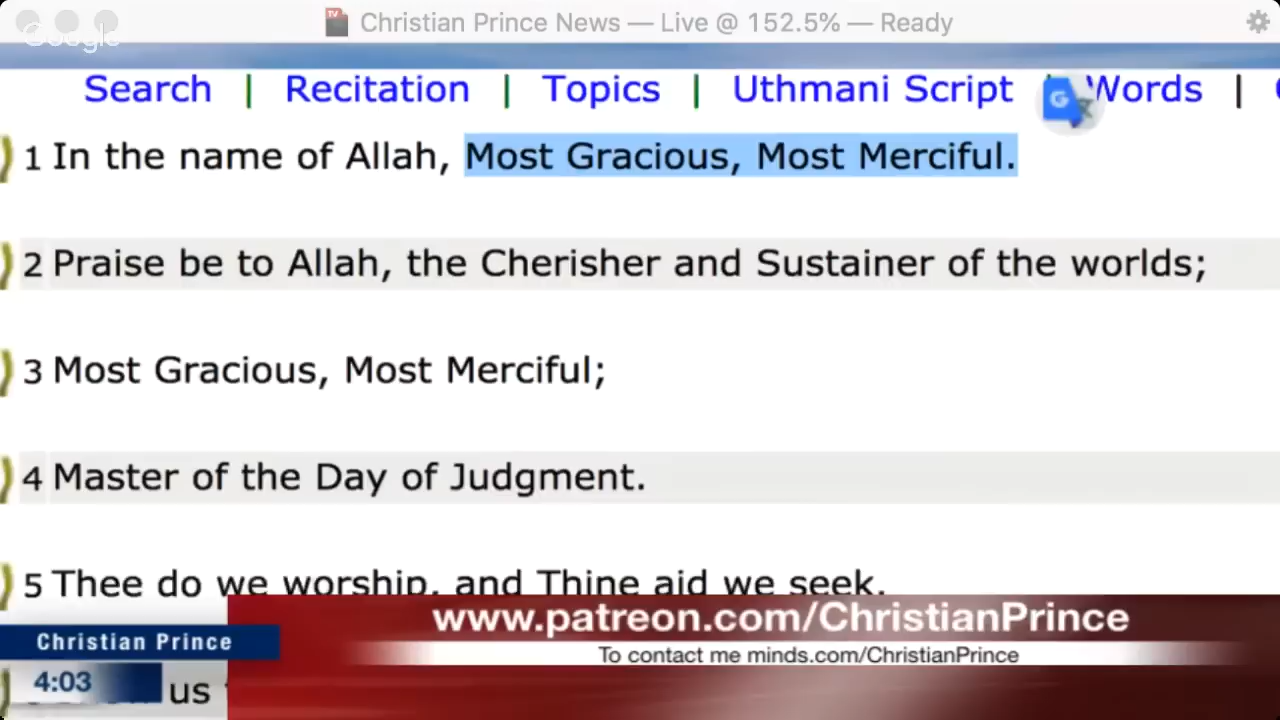 Christian Prince News — Live @ 152.5% — Ready
Google
Search | Recitation | Topics | Uthmani Script | Words |
1 In the name of Allah, Most Gracious, Most Merciful.
2 Praise be to Allah, the Cherisher and Sustainer of the worlds;
3 Most Gracious, Most Merciful;
4 Master of the Day of Judgment.
5 Thee do we worship, and Thine aid we seek.
www.patreon.com/ChristianPrince
Christian Prince
To contact me minds.com/ChristianPrince
4:03
us